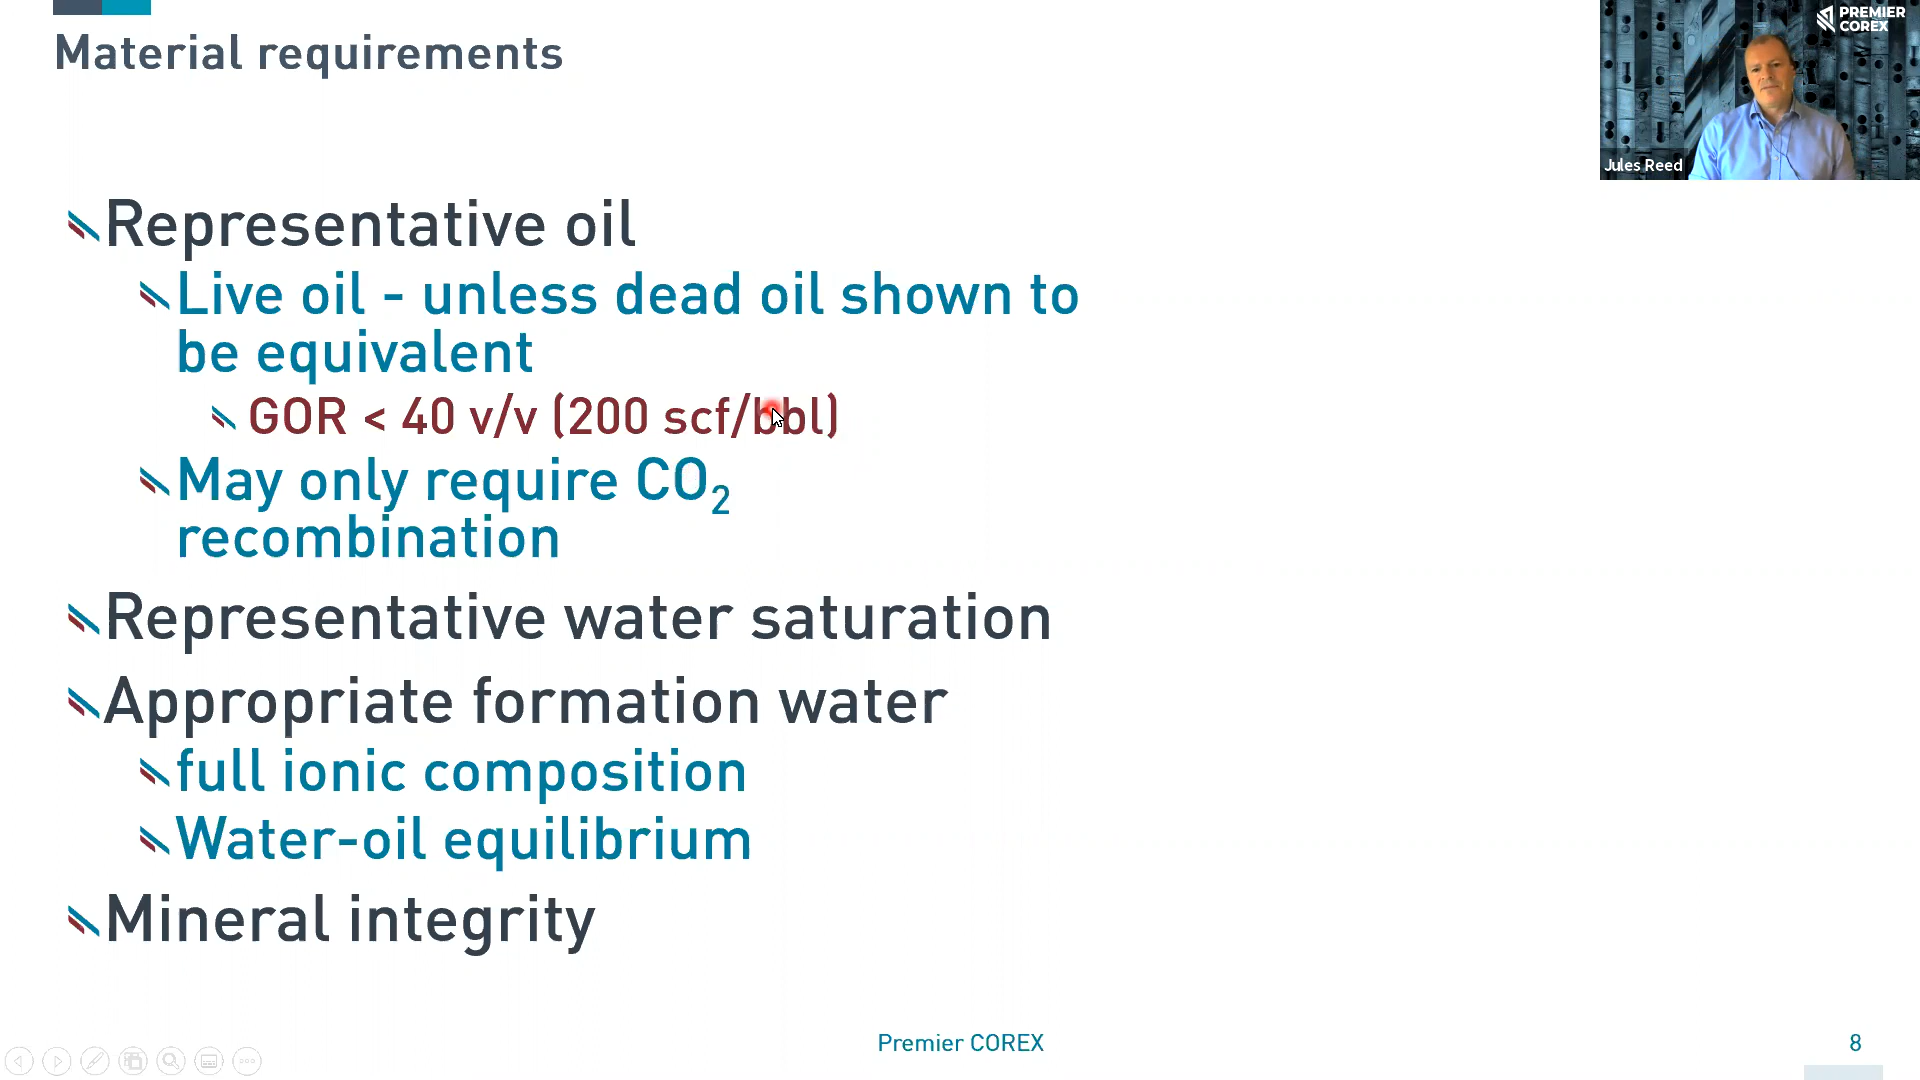 Material requirements
PREMIER
COREX
Jules Reed
Representative oil
Live oil - unless dead oil shown to
be equivalent
GOR < 40 v/v (200 scf/bbl)
May only require CO₂
recombination
Representative water saturation
Appropriate formation water
full ionic composition
Water-oil equilibrium
Mineral integrity
Premier COREX
8